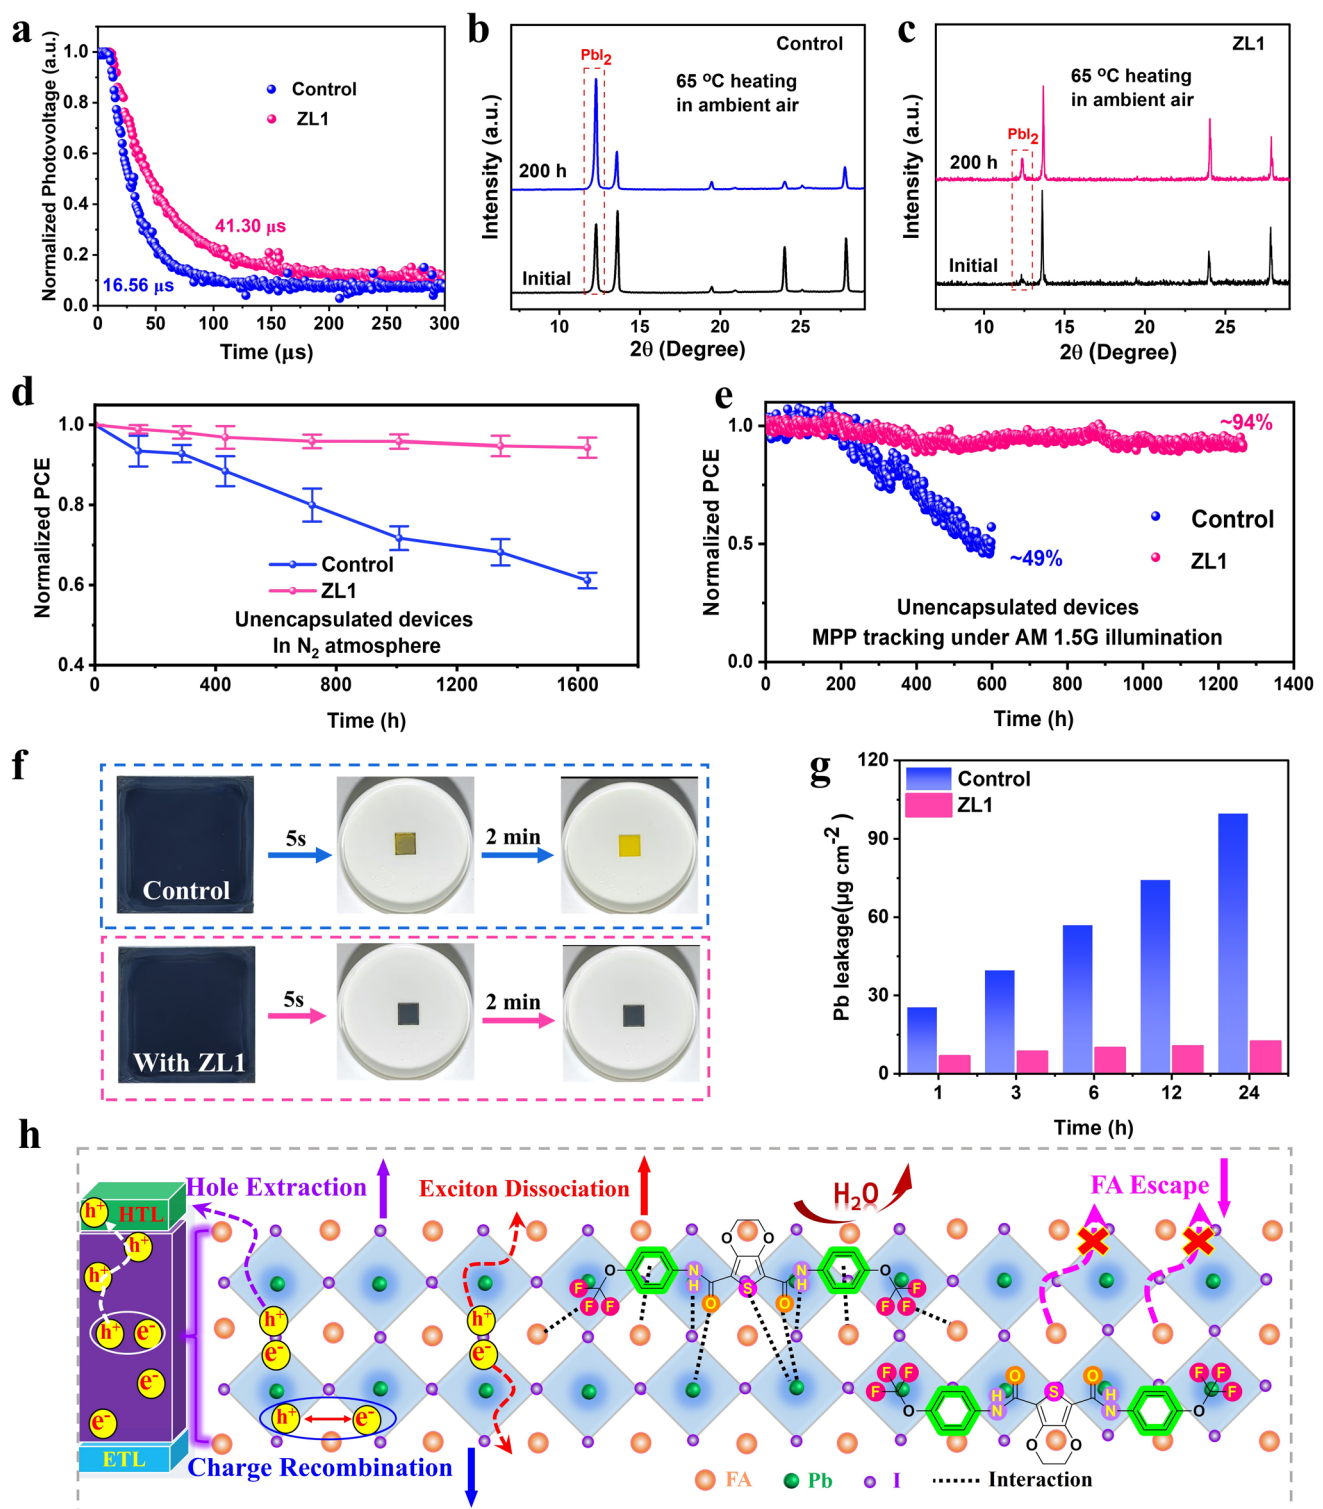 a
Normalized Photovoltage (a.u.)
1.0
0.8
0.6
0.4
0.2
0.0
Control
ZL1
41.30 μs
16.56 μs
0 50 100 150 200 250 300
Time (μs)
b
Control
PbI2
65 °C heating
in ambient air
200 h
Initial
Intensity (a.u.)
10 15 20 25
2θ (Degree)
c
ZL1
65 °C heating
in ambient air
PbI2
200 h
Initial
Intensity (a.u.)
10 15 20 25
2θ (Degree)
d
Normalized PCE
1.0
0.8
0.6
0.4
Control
ZL1
Unencapsulated devices
In N2 atmosphere
0 400 800 1200 1600
Time (h)
e
Normalized PCE
1.0
0.5
0.0
~94%
Control
~49%
ZL1
Unencapsulated devices
MPP tracking under AM 1.5G illumination
0 200 400 600 800 1000 1200 1400
Time (h)
f
Control
5s
2 min
With ZL1
5s
2 min
g
Pb leakage(μg cm-2)
120
90
60
30
0
Control
ZL1
1 3 6 12 24
Time (h)
h
Hole Extraction
Exciton Dissociation
H2O
FA Escape
h+
HTL
h+
h+
h+ e-
e-
e-
ETL
h+
e-
h+
e-
h+ e-
Charge Recombination
F F F O N H O S O O O N H O F F F
F F F O N H O S O O O N H O F F F
FA Pb I Interaction